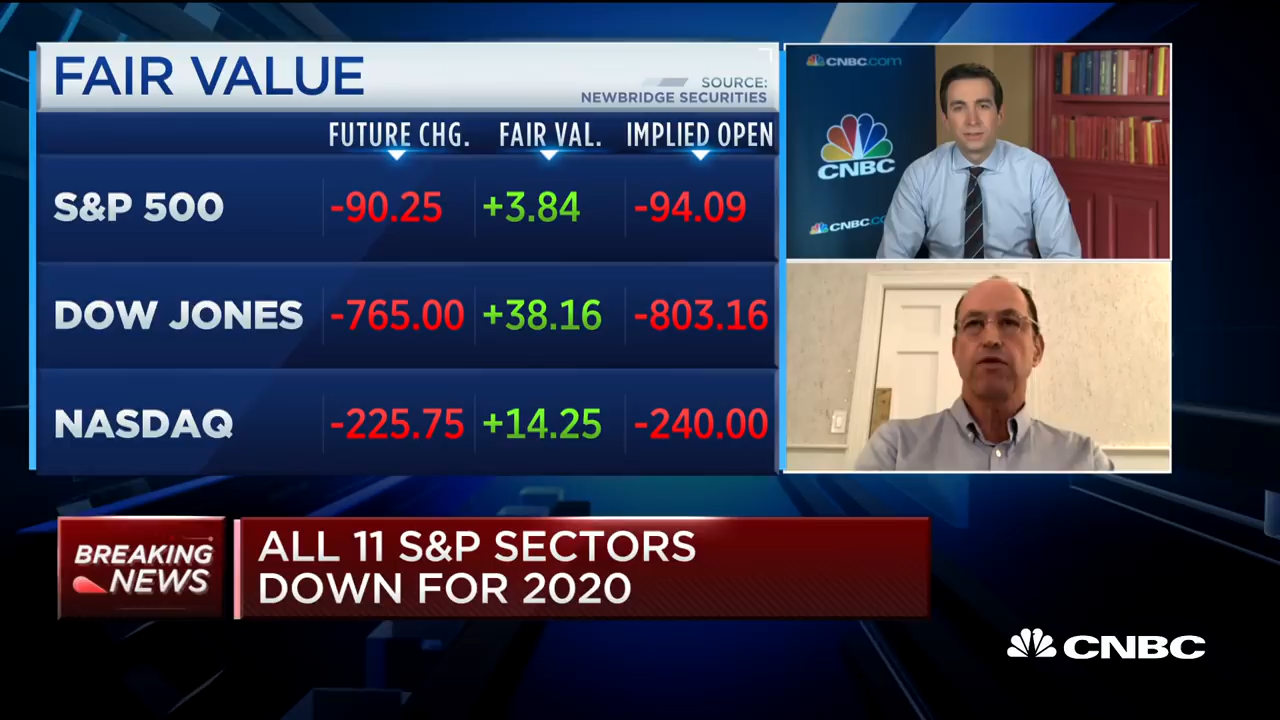 FAIR VALUE
SOURCE:
NEWBRIDGE SECURITIES
FUTURE CHG. FAIR VAL. IMPLIED OPEN
S&P 500 -90.25 +3.84 -94.09
DOW JONES -765.00 +38.16 -803.16
NASDAQ -225.75 +14.25 -240.00
CNBC.com
CNBC
CNBC.co
BREAKING
NEWS
ALL 11 S&P SECTORS
DOWN FOR 2020
CNBC